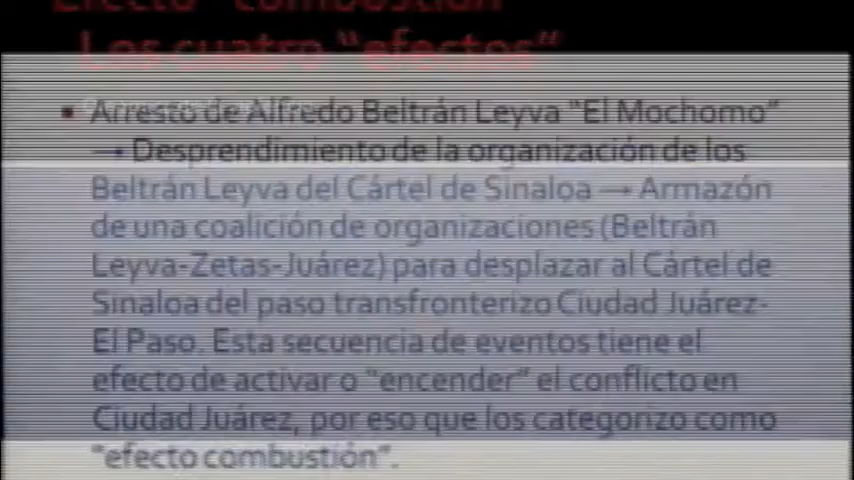 Efecto "combustión"
Los cuatro "efectos"
Arresto de Alfredo Beltrán Leyva "El Mochomo"
→ Desprendimiento de la organización de los
Beltrán Leyva del Cártel de Sinaloa → Armazón
de una coalición de organizaciones (Beltrán
Leyva-Zetas-Juárez) para desplazar al Cártel de
Sinaloa del paso transfronterizo Ciudad Juárez-
El Paso. Esta secuencia de eventos tiene el
efecto de activar o "encender" el conflicto en
Ciudad Juárez, por eso que los categorizo como
"efecto combustión".